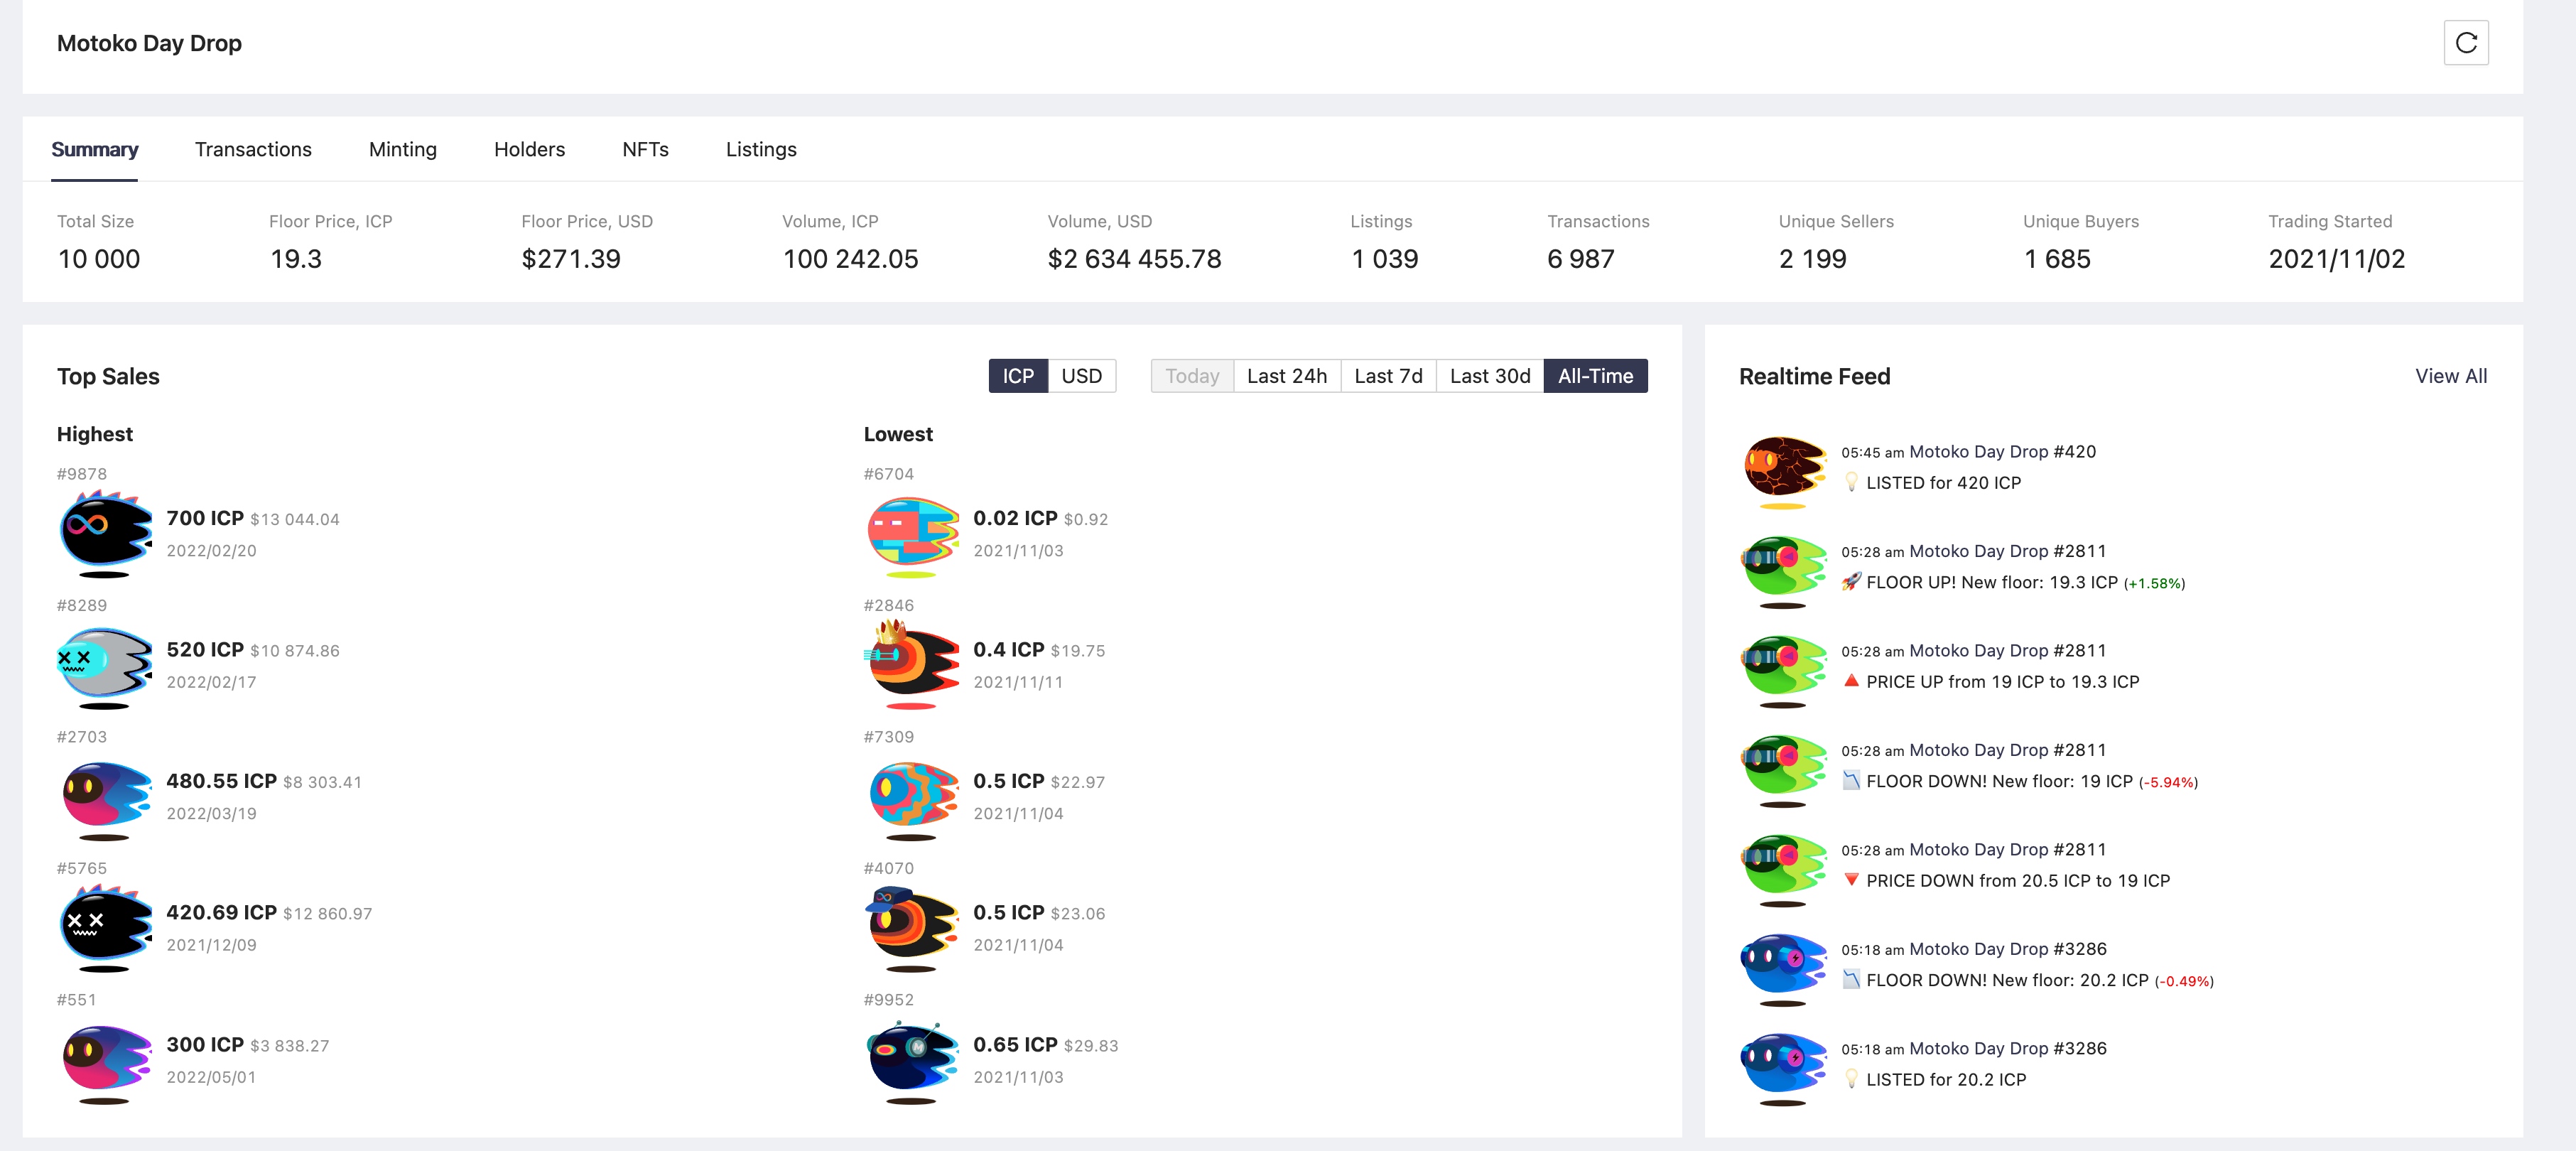 Motoko Day Drop
Summary Transactions Minting Holders NFTs Listings
Total Size Floor Price, ICP Floor Price, USD Volume, ICP Volume, USD Listings Transactions Unique Sellers Unique Buyers Trading Started
10 000 19.3 $271.39 100 242.05 $2 634 455.78 1 039 6 987 2 199 1 685 2021/11/02
Top Sales ICP USD Today Last 24h Last 7d Last 30d All-Time
Highest
#9878
700 ICP $13 044.04
2022/02/20
#8289
520 ICP $10 874.86
2022/02/17
#2703
480.55 ICP $8 303.41
2022/03/19
#5765
420.69 ICP $12 860.97
2021/12/09
#551
300 ICP $3 838.27
2022/05/01
Lowest
#6704
0.02 ICP $0.92
2021/11/03
#2846
0.4 ICP $19.75
2021/11/11
#7309
0.5 ICP $22.97
2021/11/04
#4070
0.5 ICP $23.06
2021/11/04
#9952
0.65 ICP $29.83
2021/11/03
Realtime Feed View All
05:45 am Motoko Day Drop #420
LISTED for 420 ICP
05:28 am Motoko Day Drop #2811
FLOOR UP! New floor: 19.3 ICP (+1.58%)
05:28 am Motoko Day Drop #2811
PRICE UP from 19 ICP to 19.3 ICP
05:28 am Motoko Day Drop #2811
FLOOR DOWN! New floor: 19 ICP (-5.94%)
05:28 am Motoko Day Drop #2811
PRICE DOWN from 20.5 ICP to 19 ICP
05:18 am Motoko Day Drop #3286
FLOOR DOWN! New floor: 20.2 ICP (-0.49%)
05:18 am Motoko Day Drop #3286
LISTED for 20.2 ICP